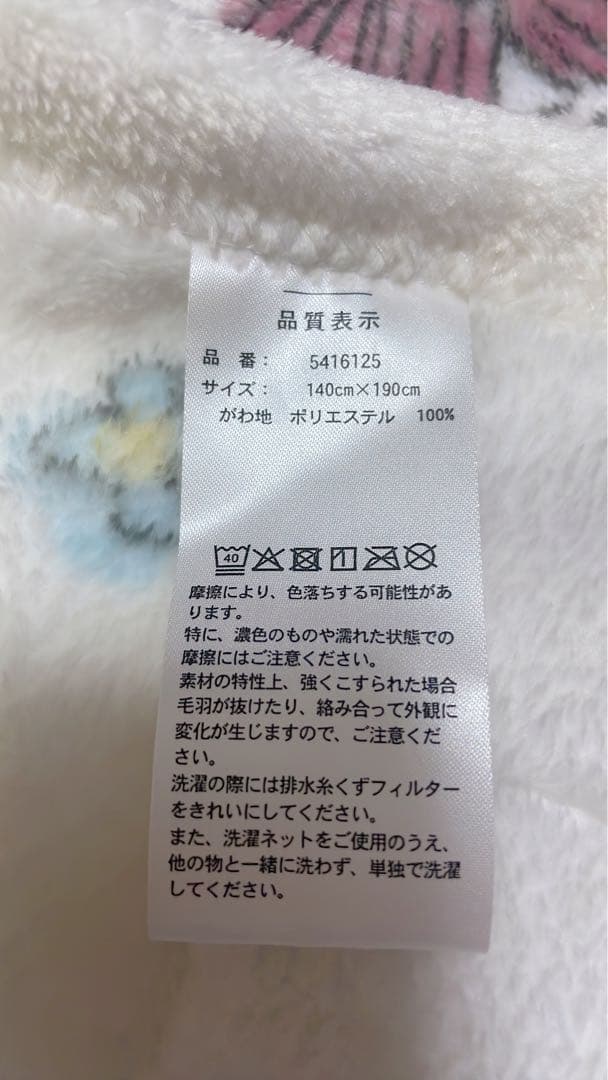 品質表示
品 番： 5416125
サイズ： 140cm×190cm
がわ地 ポリエステル 100%
40
摩擦により、色落ちする可能性があ
ります。
特に、濃色のものや濡れた状態での
摩擦にはご注意ください。
素材の特性上、強くこすられた場合
毛羽が抜けたり、絡み合って外観に
変化が生じますので、ご注意くだ
さい。
洗濯の際には排水糸くずフィルター
をきれいにしてください。
また、洗濯ネットをご使用のうえ、
他の物と一緒に洗わず、単独で洗濯
してください。